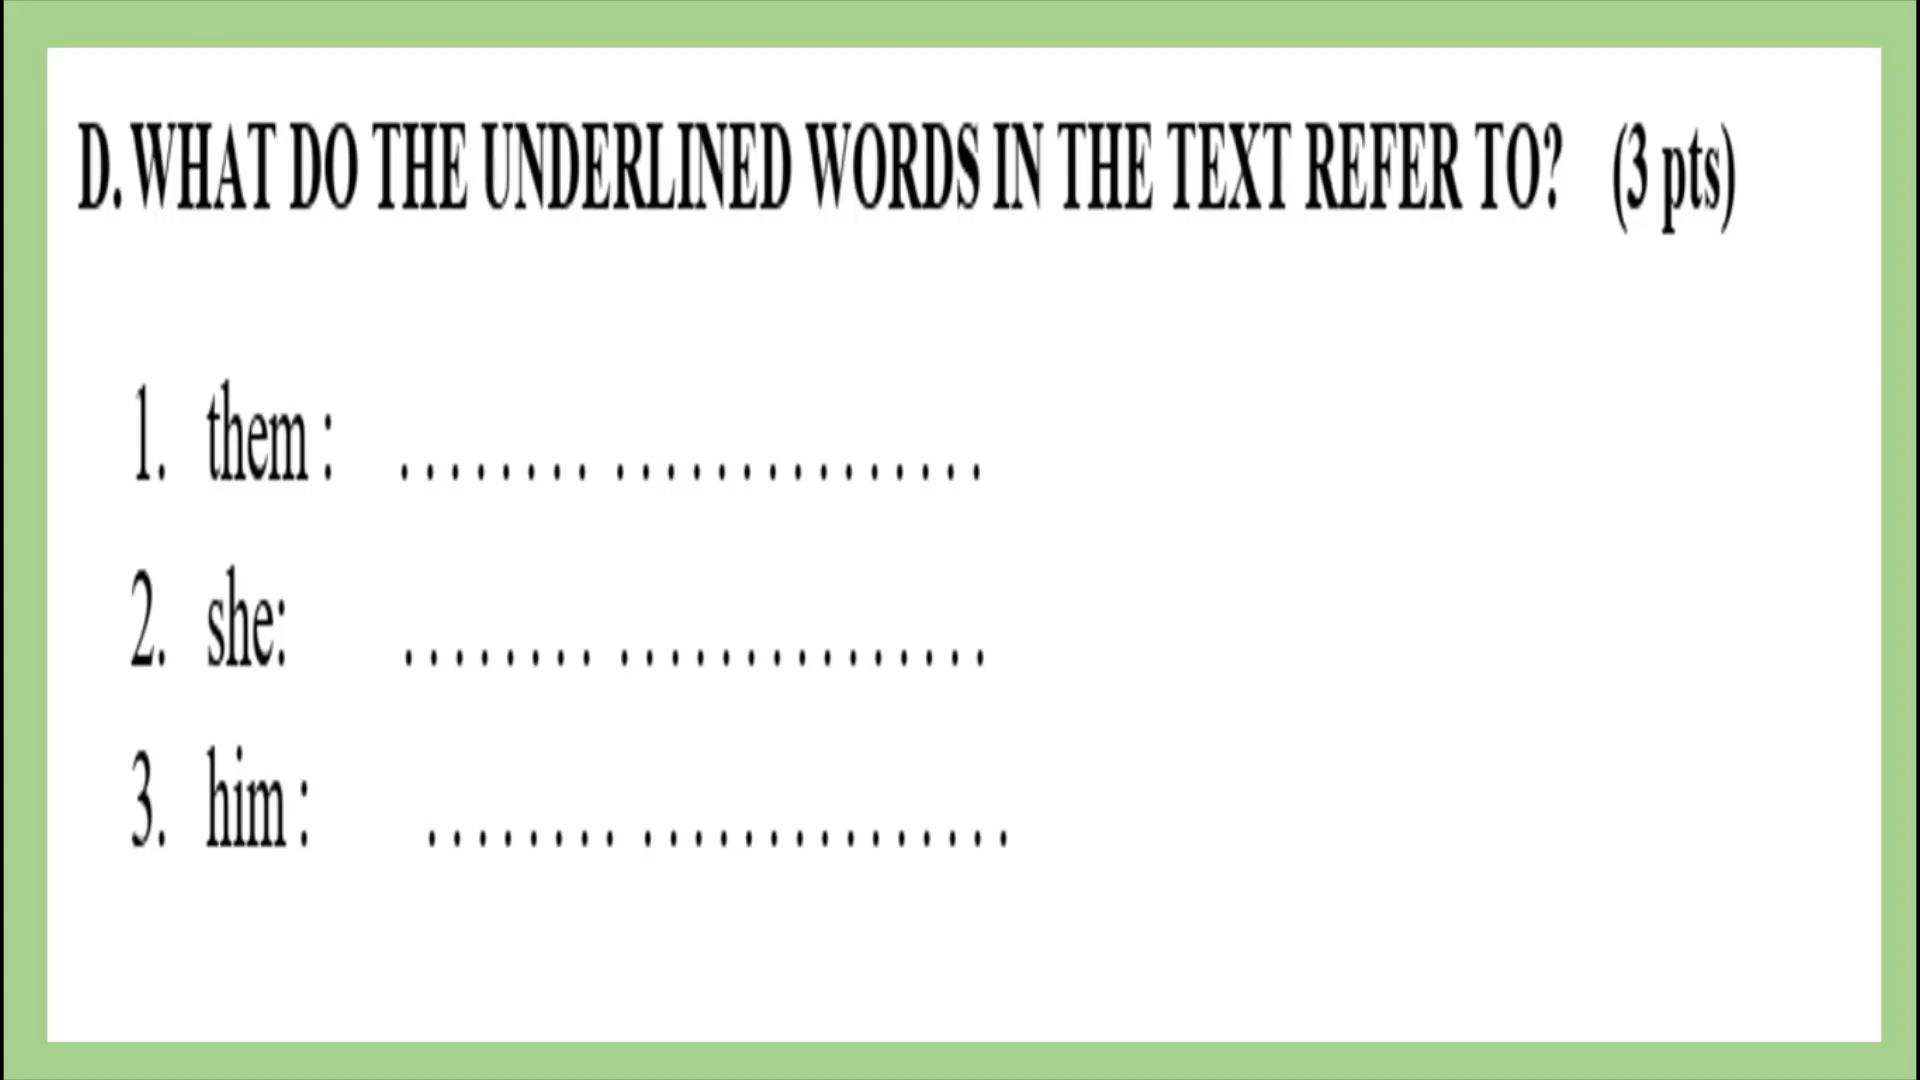 D. WHAT DO THE UNDERLINED WORDS IN THE TEXT REFER TO? (3 pts)
1. them : . . . . . . . . . . . . . . . . . . . . . . .
2. she: . . . . . . . . . . . . . . . . . . . . . . .
3. him : . . . . . . . . . . . . . . . . . . . . . . .